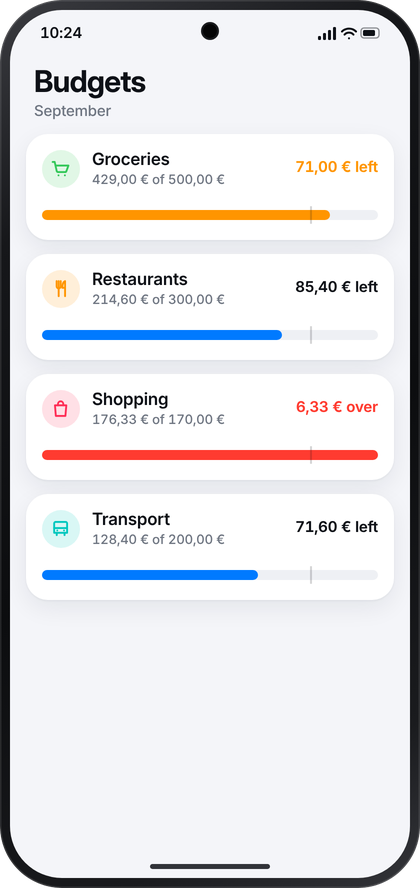 10:24
Budgets
September
Groceries
429,00 € of 500,00 €
71,00 € left
Restaurants
214,60 € of 300,00 €
85,40 € left
Shopping
176,33 € of 170,00 €
6,33 € over
Transport
128,40 € of 200,00 €
71,60 € left